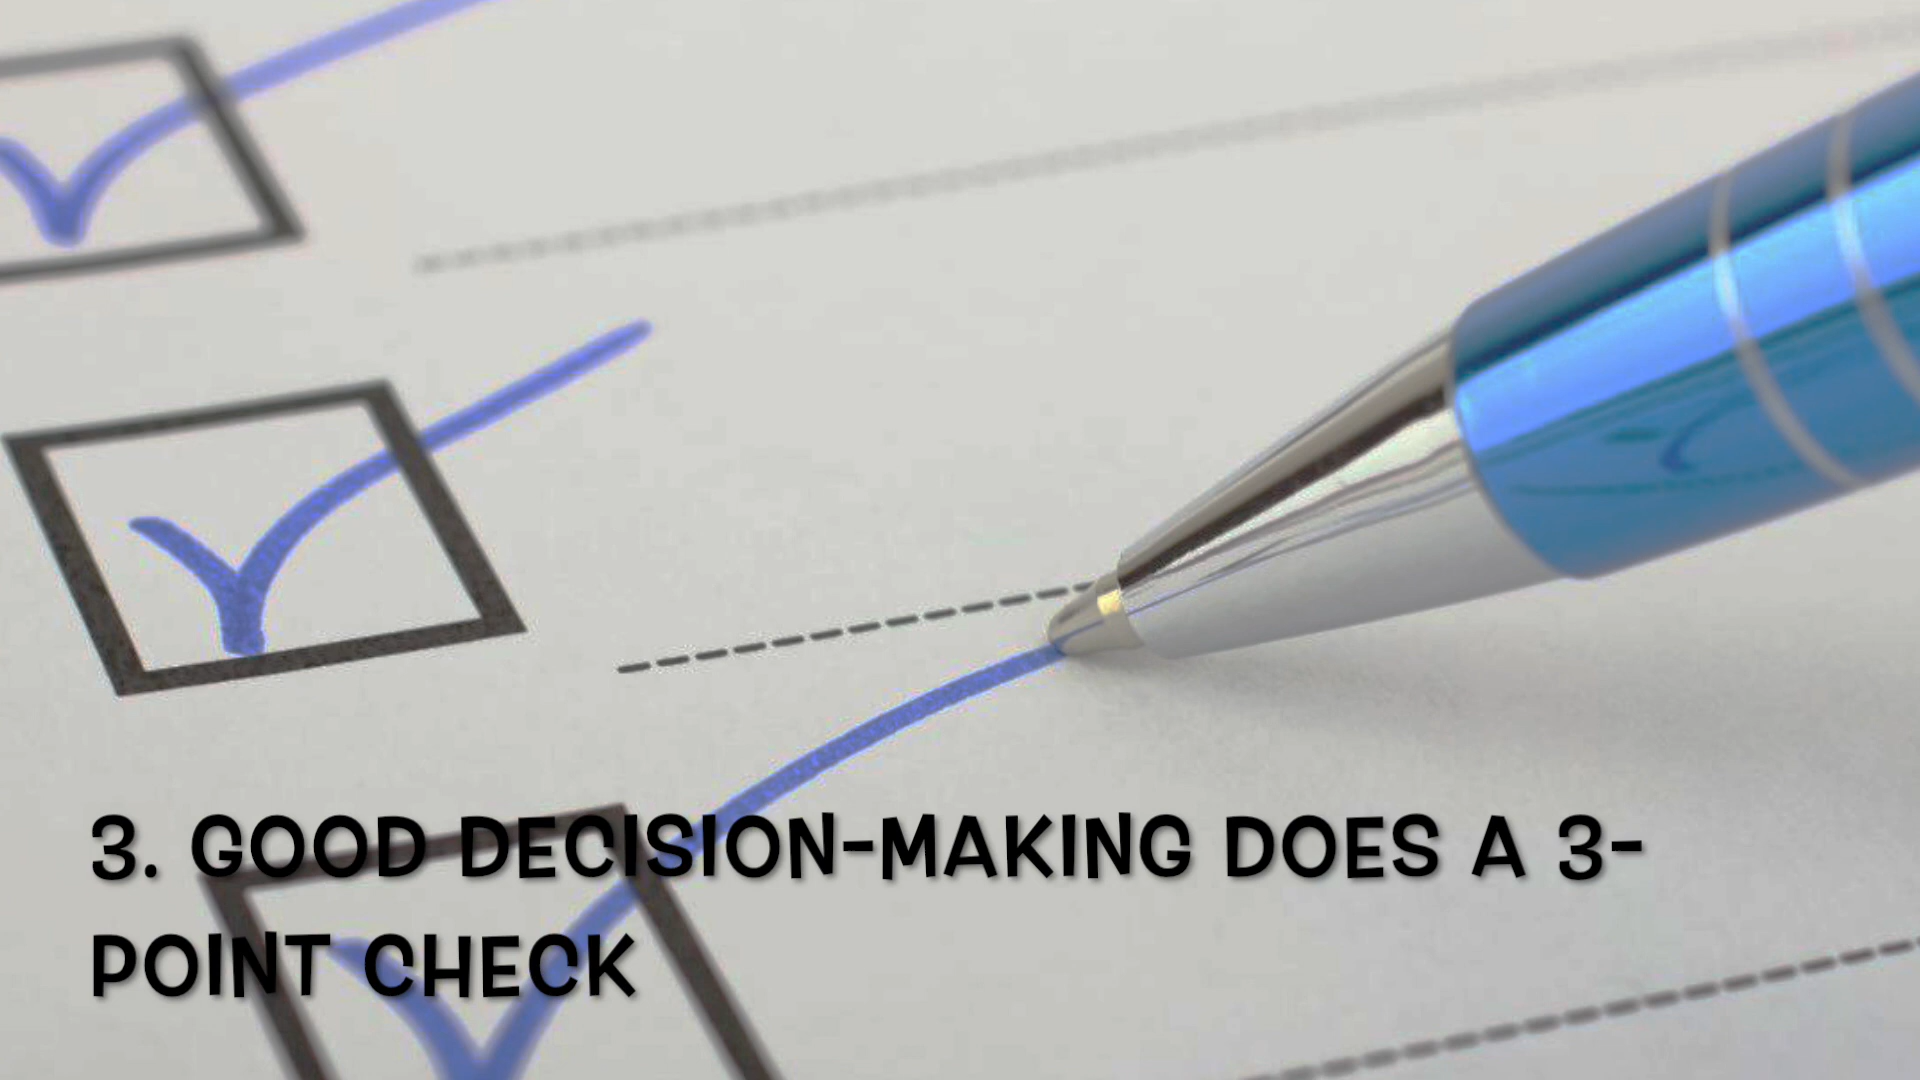 3. GOOD DECISION-MAKING DOES A 3-
POINT CHECK